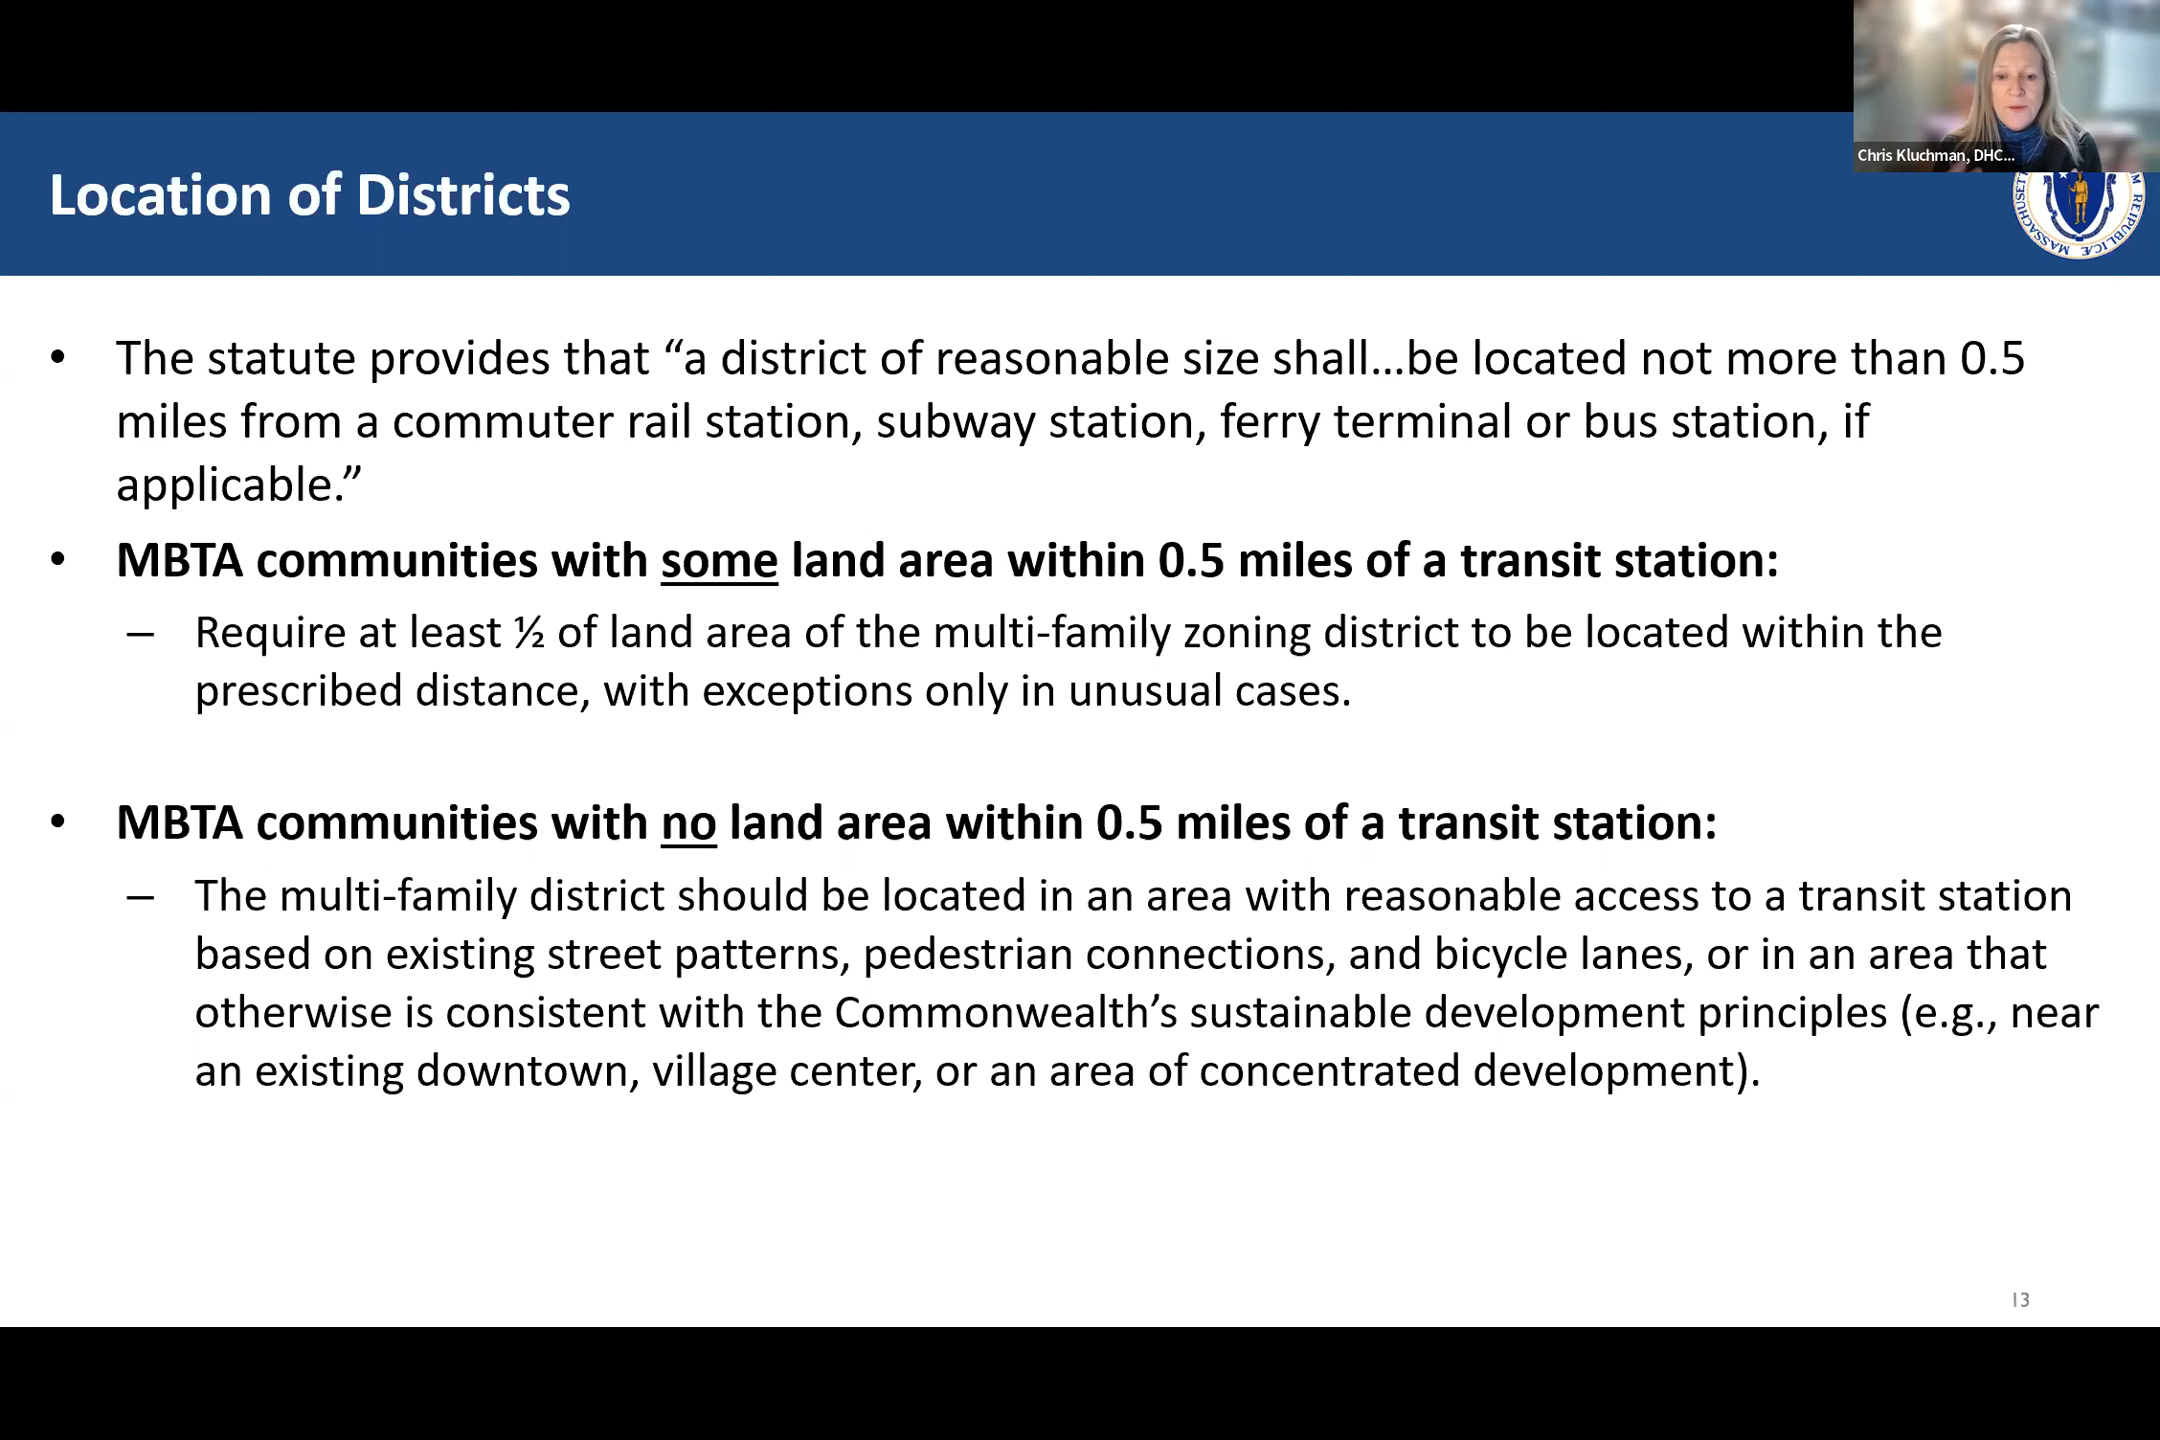 Chris Kluchman, DHC...
Location of Districts
MASSACHUSETT
M REIPUBLICÆ
• The statute provides that “a district of reasonable size shall...be located not more than 0.5
miles from a commuter rail station, subway station, ferry terminal or bus station, if
applicable.”
• MBTA communities with some land area within 0.5 miles of a transit station:
– Require at least ½ of land area of the multi-family zoning district to be located within the
prescribed distance, with exceptions only in unusual cases.
• MBTA communities with no land area within 0.5 miles of a transit station:
– The multi-family district should be located in an area with reasonable access to a transit station
based on existing street patterns, pedestrian connections, and bicycle lanes, or in an area that
otherwise is consistent with the Commonwealth’s sustainable development principles (e.g., near
an existing downtown, village center, or an area of concentrated development).
13